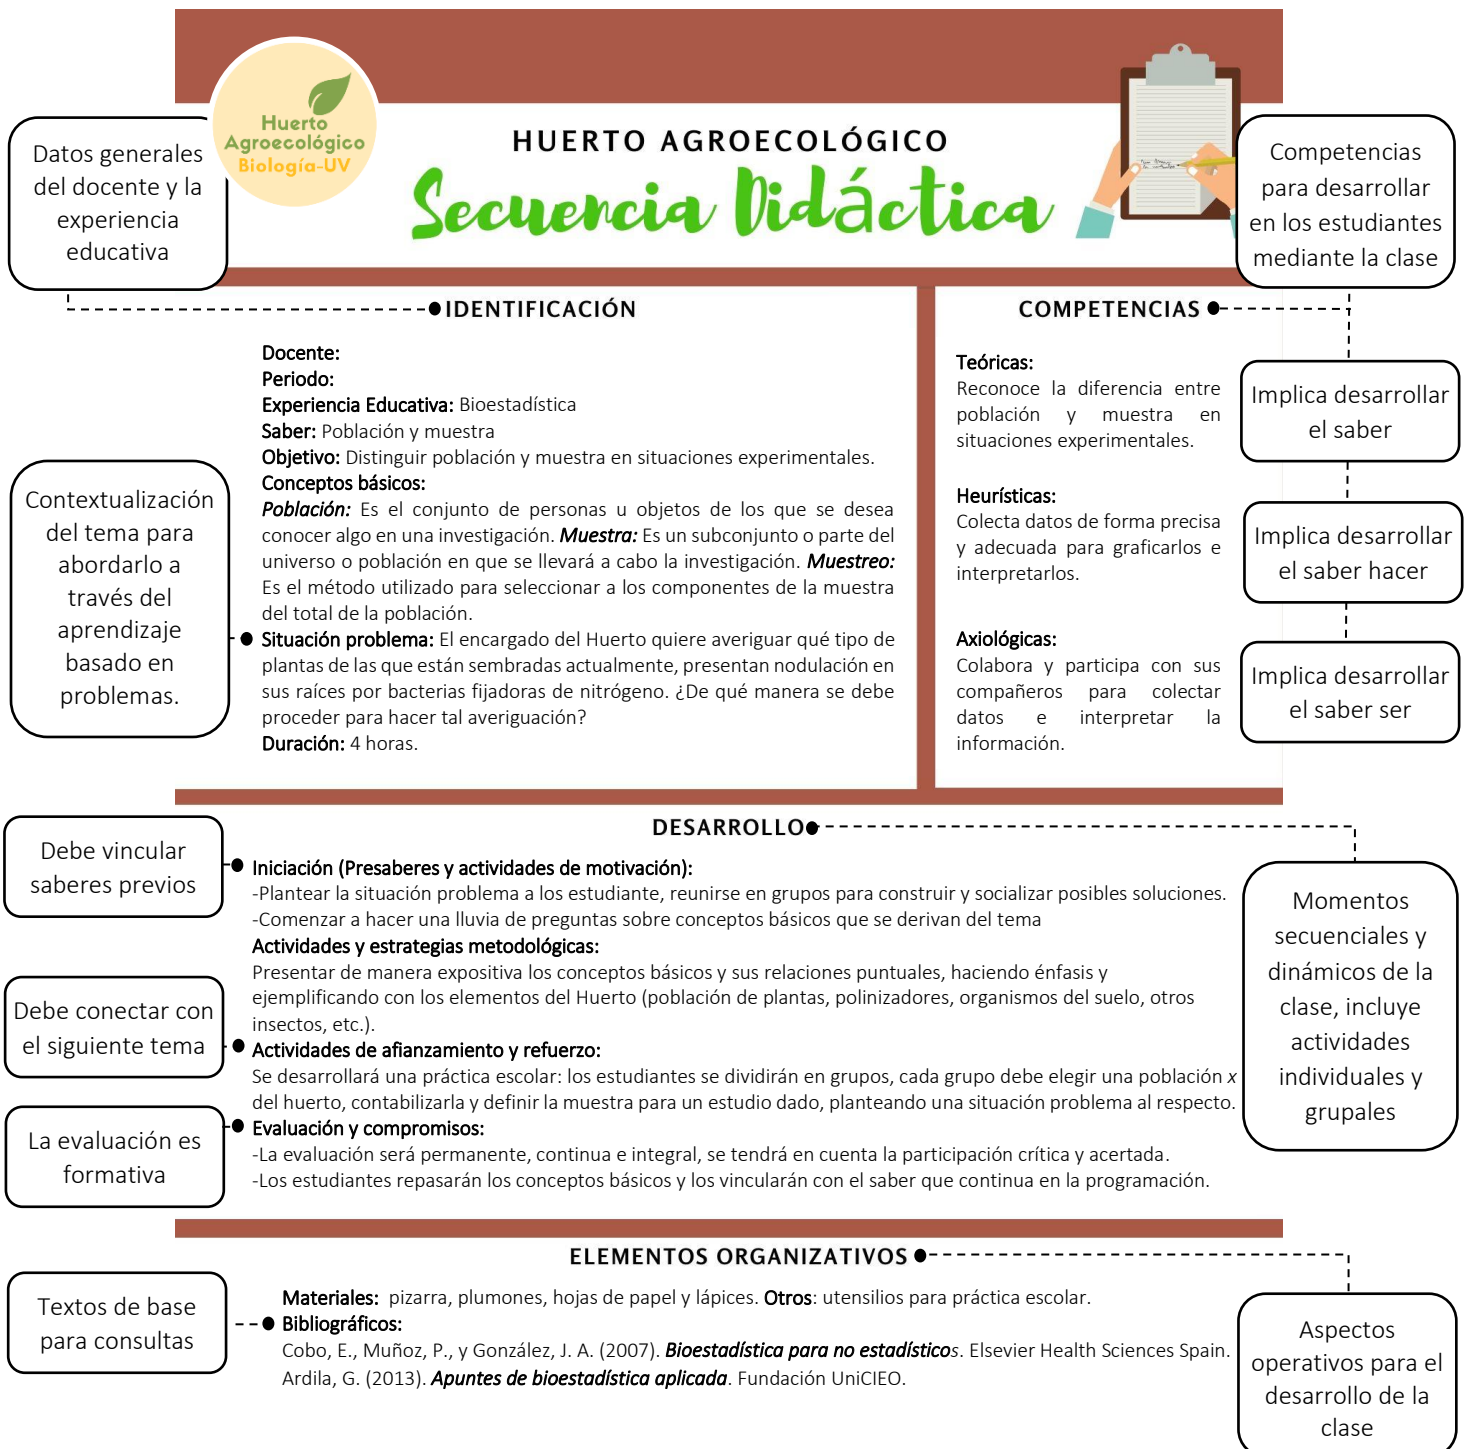 Huerto
Agroecológico
Biología-UV
HUERTO AGROECOLÓGICO
Secuencia Didáctica
Datos generales
del docente y la
experiencia
educativa
Competencias
para desarrollar
en los estudiantes
mediante la clase
IDENTIFICACIÓN
Docente:
Periodo:
Experiencia Educativa: Bioestadística
Saber: Población y muestra
Objetivo: Distinguir población y muestra en situaciones experimentales.
Conceptos básicos:
Población: Es el conjunto de personas u objetos de los que se desea
conocer algo en una investigación. Muestra: Es un subconjunto o parte del
universo o población en que se llevará a cabo la investigación. Muestreo:
Es el método utilizado para seleccionar a los componentes de la muestra
del total de la población.
Situación problema: El encargado del Huerto quiere averiguar qué tipo de
plantas de las que están sembradas actualmente, presentan nodulación en
sus raíces por bacterias fijadoras de nitrógeno. ¿De qué manera se debe
proceder para hacer tal averiguación?
Duración: 4 horas.
Contextualización
del tema para
abordarlo a
través del
aprendizaje
basado en
problemas.
COMPETENCIAS
Teóricas:
Reconoce la diferencia entre
población y muestra en
situaciones experimentales.
Heurísticas:
Colecta datos de forma precisa
y adecuada para graficarlos e
interpretarlos.
Axiológicas:
Colabora y participa con sus
compañeros para colectar
datos e interpretar la
información.
Implica desarrollar
el saber
Implica desarrollar
el saber hacer
Implica desarrollar
el saber ser
DESARROLLO
Debe vincular
saberes previos
Iniciación (Presaberes y actividades de motivación):
-Plantear la situación problema a los estudiante, reunirse en grupos para construir y socializar posibles soluciones.
-Comenzar a hacer una lluvia de preguntas sobre conceptos básicos que se derivan del tema
Actividades y estrategias metodológicas:
Presentar de manera expositiva los conceptos básicos y sus relaciones puntuales, haciendo énfasis y
ejemplificando con los elementos del Huerto (población de plantas, polinizadores, organismos del suelo, otros
insectos, etc.).
Debe conectar con
el siguiente tema
Actividades de afianzamiento y refuerzo:
Se desarrollará una práctica escolar: los estudiantes se dividirán en grupos, cada grupo debe elegir una población x
del huerto, contabilizarla y definir la muestra para un estudio dado, planteando una situación problema al respecto.
La evaluación es
formativa
Evaluación y compromisos:
-La evaluación será permanente, continua e integral, se tendrá en cuenta la participación crítica y acertada.
-Los estudiantes repasarán los conceptos básicos y los vincularán con el saber que continua en la programación.
Momentos
secuenciales y
dinámicos de la
clase, incluye
actividades
individuales y
grupales
ELEMENTOS ORGANIZATIVOS
Textos de base
para consultas
Materiales: pizarra, plumones, hojas de papel y lápices. Otros: utensilios para práctica escolar.
Bibliográficos:
Cobo, E., Muñoz, P., y González, J. A. (2007). Bioestadística para no estadísticos. Elsevier Health Sciences Spain.
Ardila, G. (2013). Apuntes de bioestadística aplicada. Fundación UniCIEO.
Aspectos
operativos para el
desarrollo de la
clase